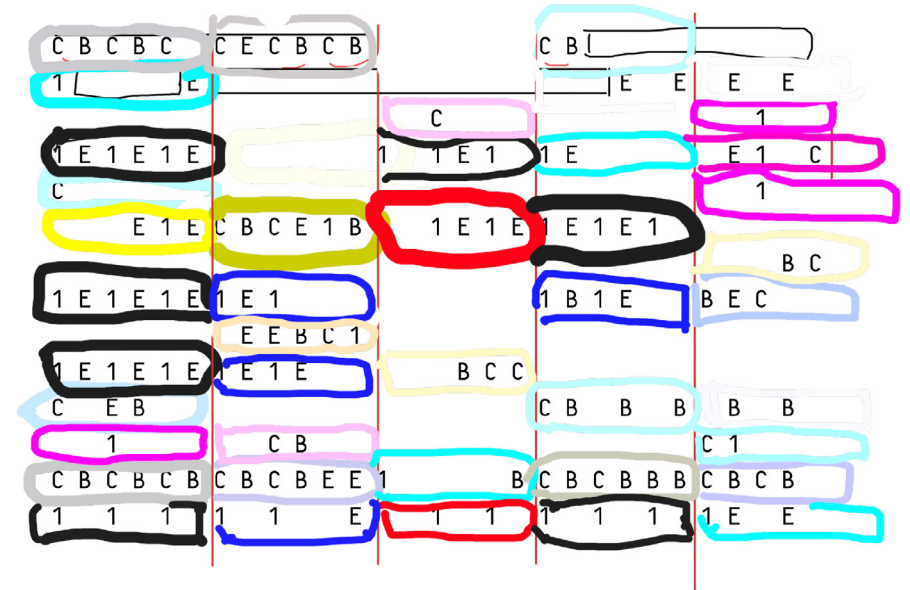 C B C B C C E C B C B C B
1 E E E E E
C 1
1 E 1 E 1 E 1 1 E 1 1 E E 1 C
C 1
E 1 E C B C E 1 B 1 E 1 E 1 E 1 E 1
B C
1 E 1 E 1 E 1 E 1 1 B 1 E B E C
E E B C 1
1 E 1 E 1 E 1 E 1 E B C C
C E B C B B B B B
1 C B C 1
C B C B C B C B C B E E 1 B C B C B B B C B C B
1 1 1 1 E 1 1 1 1 1 1 E E